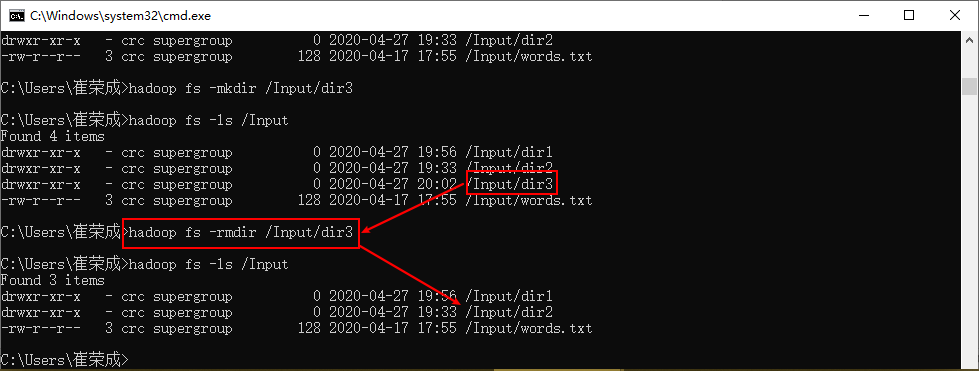 C:\Windows\system32\cmd.exe
drwxr-xr-x - crc supergroup 0 2020-04-27 19:33 /Input/dir2
-rw-r--r-- 3 crc supergroup 128 2020-04-17 17:55 /Input/words.txt
C:\Users\崔荣成>hadoop fs -mkdir /Input/dir3
C:\Users\崔荣成>hadoop fs -ls /Input
Found 4 items
drwxr-xr-x - crc supergroup 0 2020-04-27 19:56 /Input/dir1
drwxr-xr-x - crc supergroup 0 2020-04-27 19:33 /Input/dir2
drwxr-xr-x - crc supergroup 0 2020-04-27 20:02 /Input/dir3
-rw-r--r-- 3 crc supergroup 128 2020-04-17 17:55 /Input/words.txt
C:\Users\崔荣成>hadoop fs -rmdir /Input/dir3
C:\Users\崔荣成>hadoop fs -ls /Input
Found 3 items
drwxr-xr-x - crc supergroup 0 2020-04-27 19:56 /Input/dir1
drwxr-xr-x - crc supergroup 0 2020-04-27 19:33 /Input/dir2
-rw-r--r-- 3 crc supergroup 128 2020-04-17 17:55 /Input/words.txt
C:\Users\崔荣成>